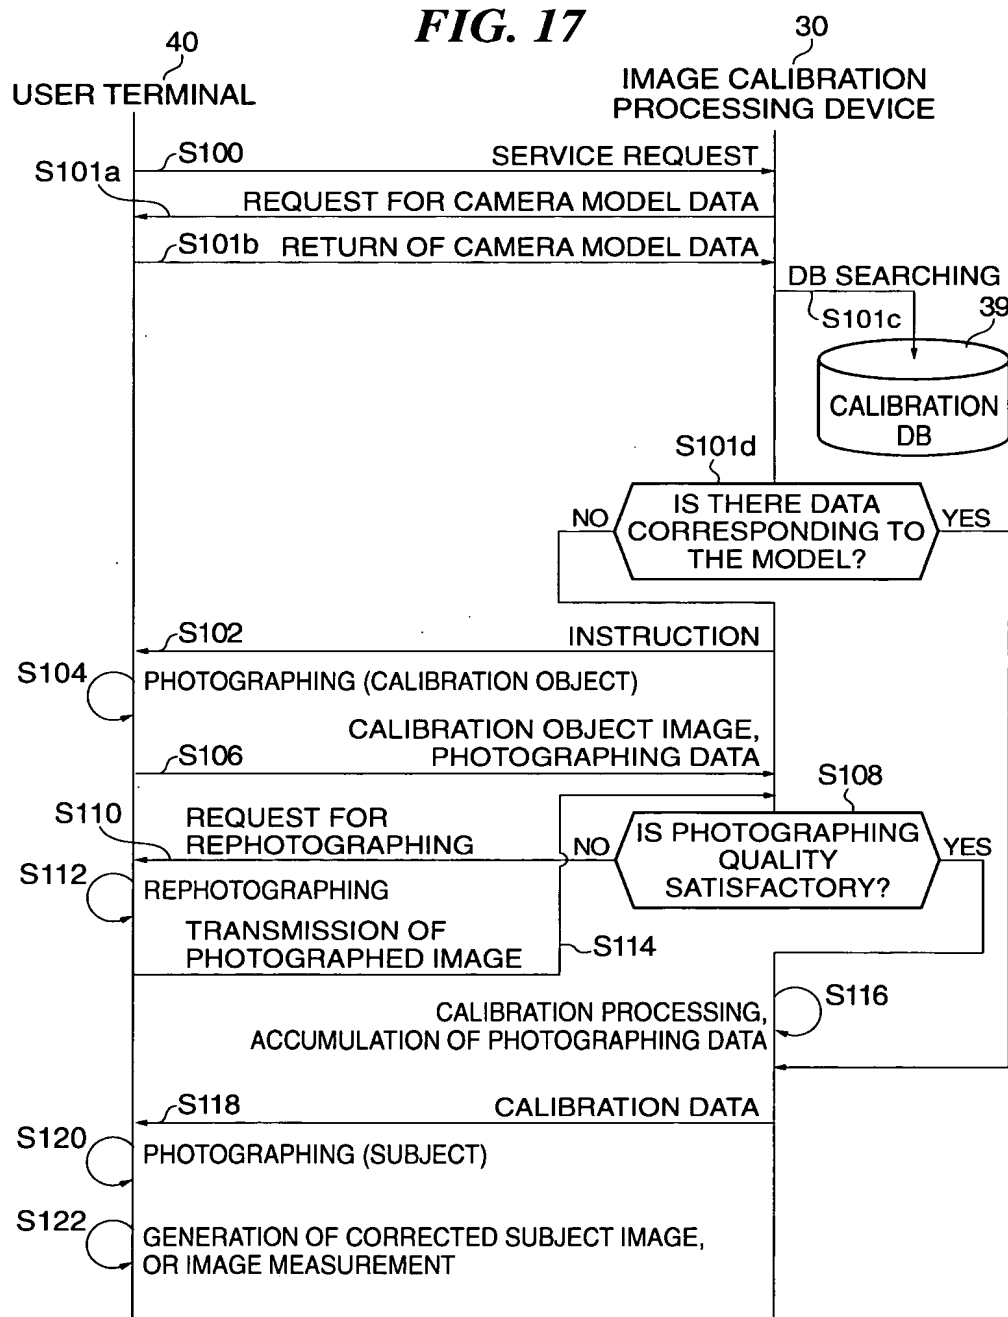 FIG. 17
40
30
USER TERMINAL
IMAGE CALIBRATION
PROCESSING DEVICE
S100
SERVICE REQUEST
S101a
REQUEST FOR CAMERA MODEL DATA
S101b
RETURN OF CAMERA MODEL DATA
DB SEARCHING
S101c
39
CALIBRATION
DB
S101d
NO
IS THERE DATA
CORRESPONDING TO
THE MODEL?
YES
S102
INSTRUCTION
S104
PHOTOGRAPHING (CALIBRATION OBJECT)
CALIBRATION OBJECT IMAGE,
PHOTOGRAPHING DATA
S106
S108
S110
REQUEST FOR
REPHOTOGRAPHING
NO
IS PHOTOGRAPHING
QUALITY
SATISFACTORY?
YES
S112
REPHOTOGRAPHING
TRANSMISSION OF
PHOTOGRAPHED IMAGE
S114
S116
CALIBRATION PROCESSING,
ACCUMULATION OF PHOTOGRAPHING DATA
S118
CALIBRATION DATA
S120
PHOTOGRAPHING (SUBJECT)
S122
GENERATION OF CORRECTED SUBJECT IMAGE,
OR IMAGE MEASUREMENT